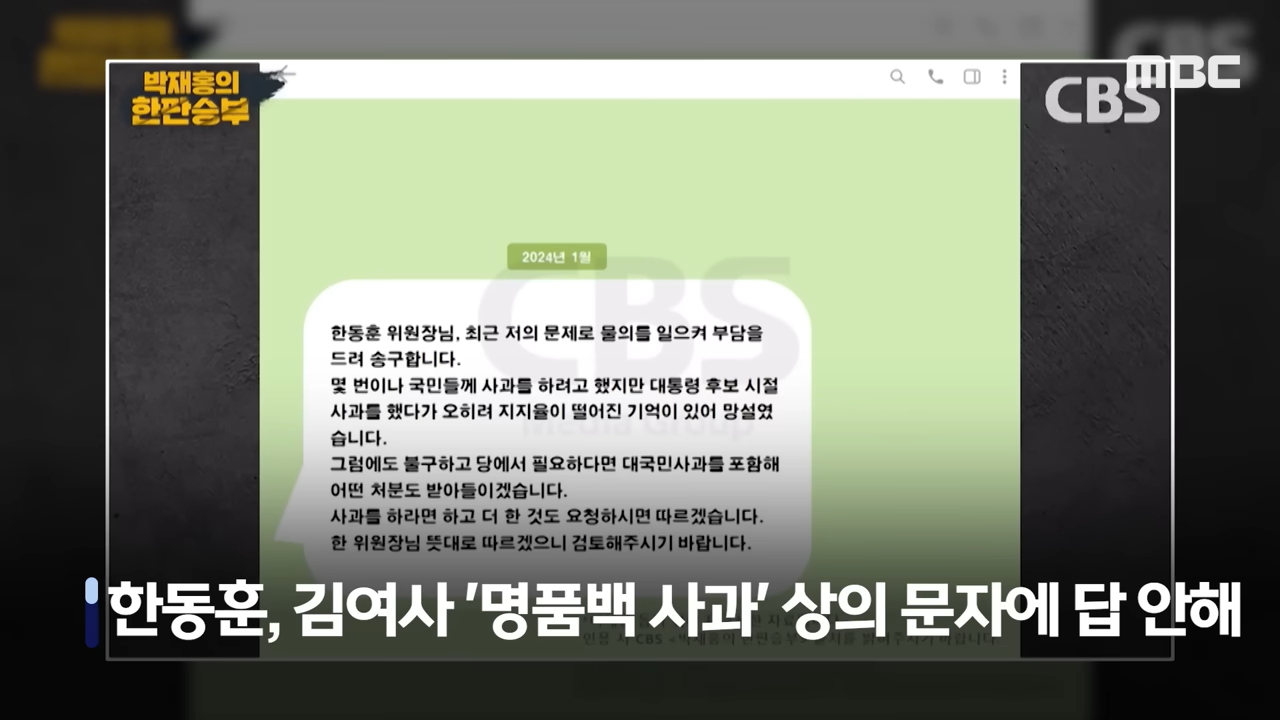 박재홍의
한판승부
CBS
MBC
2024년 1월
한동훈 위원장님, 최근 저의 문제로 물의를 일으켜 부담을
드려 송구합니다.
몇 번이나 국민들께 사과를 하려고 했지만 대통령 후보 시절
사과를 했다가 오히려 지지율이 떨어진 기억이 있어 망설였
습니다.
그럼에도 불구하고 당에서 필요하다면 대국민사과를 포함해
어떤 처분도 받아들이겠습니다.
사과를 하라면 하고 더 한 것도 요청하시면 따르겠습니다.
한 위원장님 뜻대로 따르겠으니 검토해주시기 바랍니다.
CBS
Media Group
한동훈, 김여사 '명품백 사과' 상의 문자에 답 안해